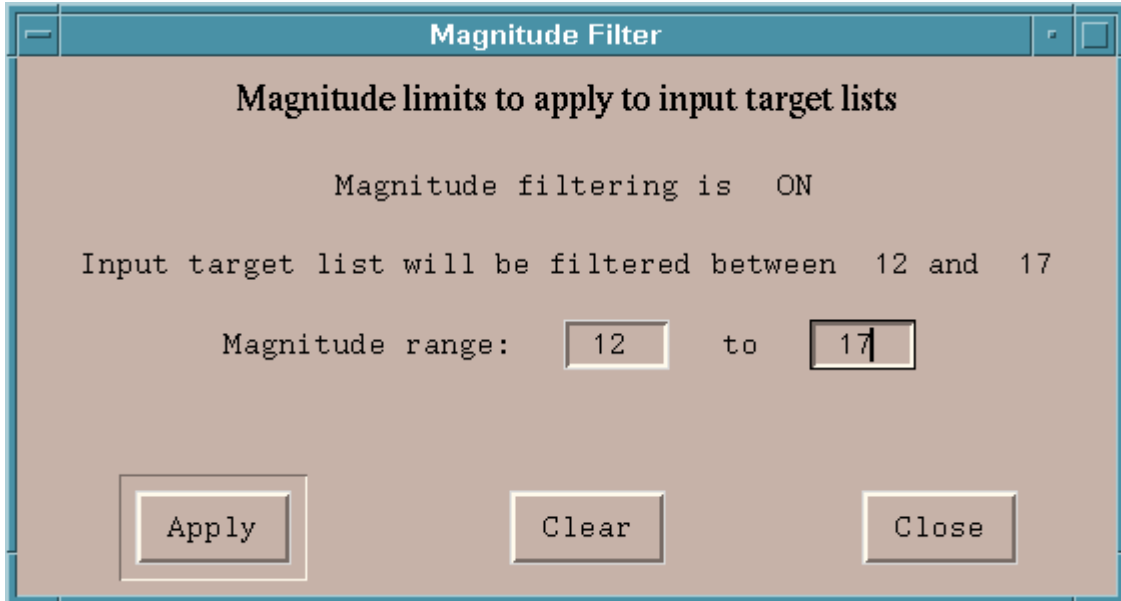 Magnitude Filter
Magnitude limits to apply to input target lists
Magnitude filtering is ON
Input target list will be filtered between 12 and 17
Magnitude range: 12 to 17
Apply Clear Close